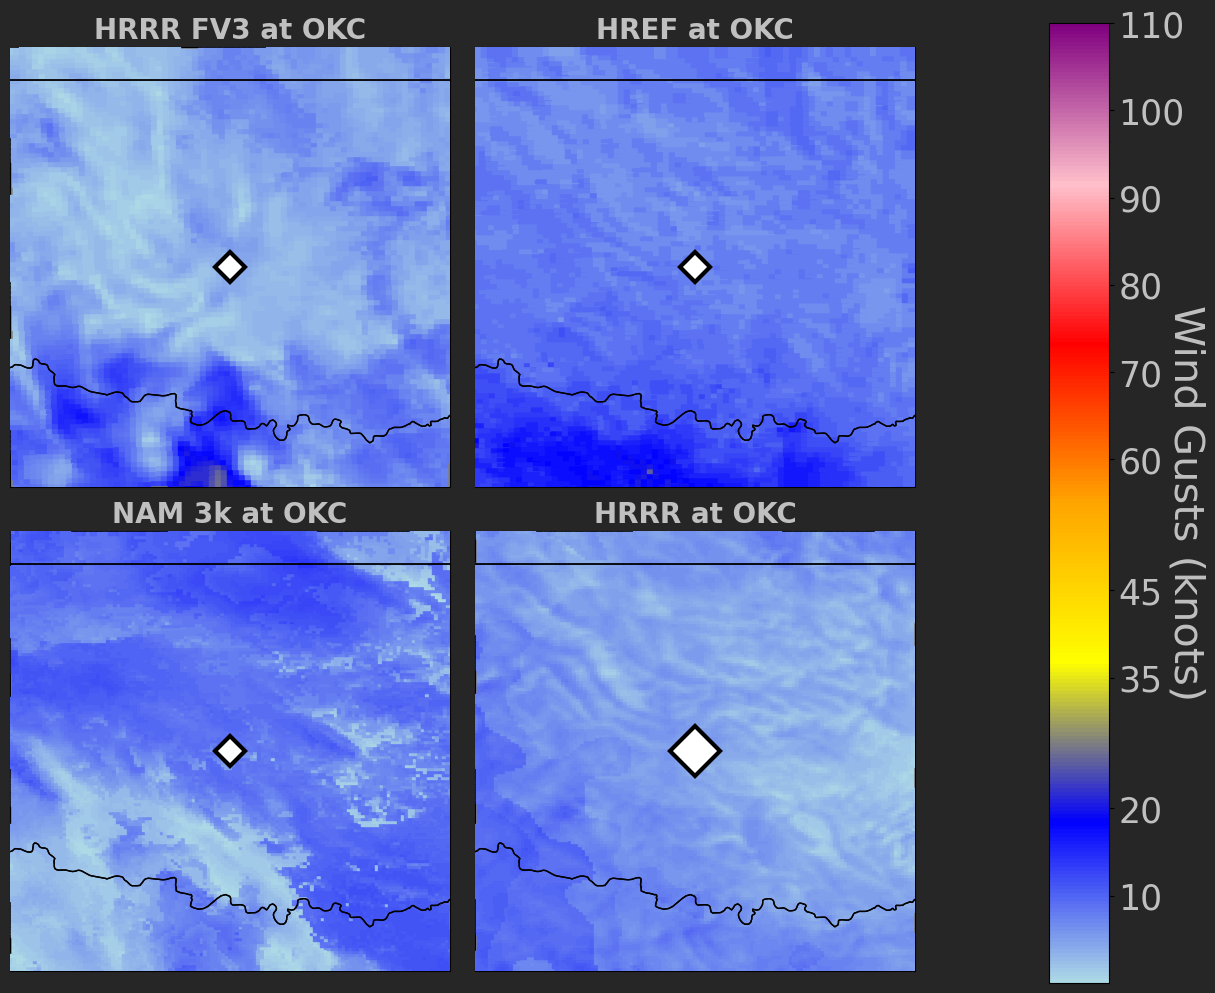 HRRR FV3 at OKC
HREF at OKC
NAM 3k at OKC
HRRR at OKC
110
100
90
80
70
60
45
35
20
10
Wind Gusts (knots)